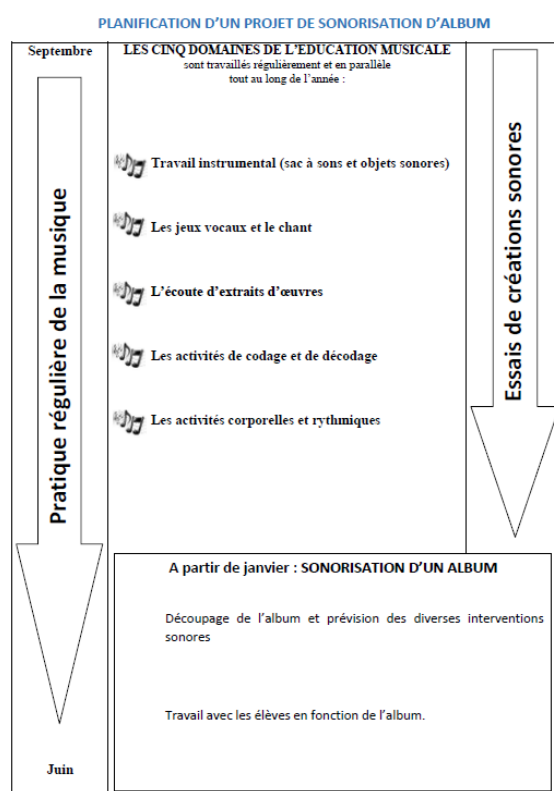 PLANIFICATION D'UN PROJET DE SONORISATION D'ALBUM
Septembre
LES CINQ DOMAINES DE L'EDUCATION MUSICALE
sont travaillés régulièrement et en parallèle
tout au long de l'année :
Travail instrumental (sac à sons et objets sonores)
Les jeux vocaux et le chant
L'écoute d'extraits d'œuvres
Les activités de codage et de décodage
Les activités corporelles et rythmiques
Pratique régulière de la musique
Essais de créations sonores
A partir de janvier : SONORISATION D'UN ALBUM
Découpage de l'album et prévision des diverses interventions
sonores
Travail avec les élèves en fonction de l'album.
Juin